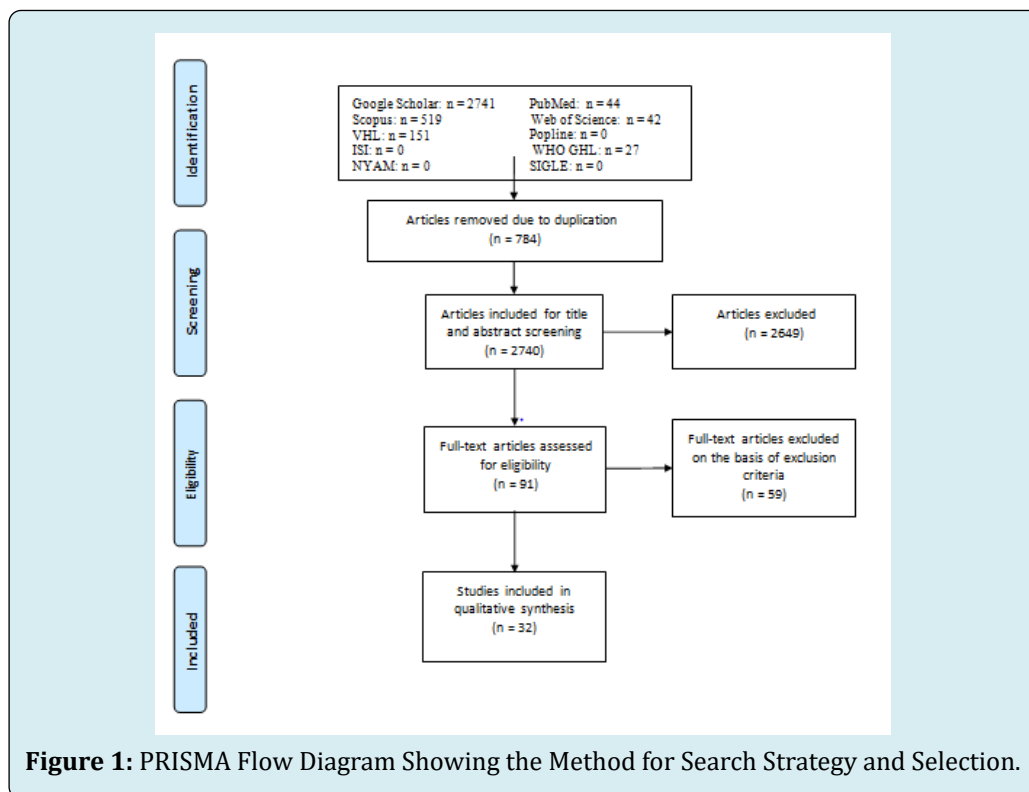 Identification
Google Scholar: n = 2741 PubMed: n = 44
Scopus: n = 519 Web of Science: n = 42
VHL: n = 151 Popline: n = 0
ISI: n = 0 WHO GHL: n = 27
NYAM: n = 0 SIGLE: n = 0
Articles removed due to duplication
(n = 784)
Screening
Articles included for title
and abstract screening
(n = 2740)
Articles excluded
(n = 2649)
Eligibility
Full-text articles assessed
for eligibility
(n = 91)
Full-text articles excluded
on the basis of exclusion
criteria
(n = 59)
Included
Studies included in
qualitative synthesis
(n = 32)
Figure 1: PRISMA Flow Diagram Showing the Method for Search Strategy and Selection.